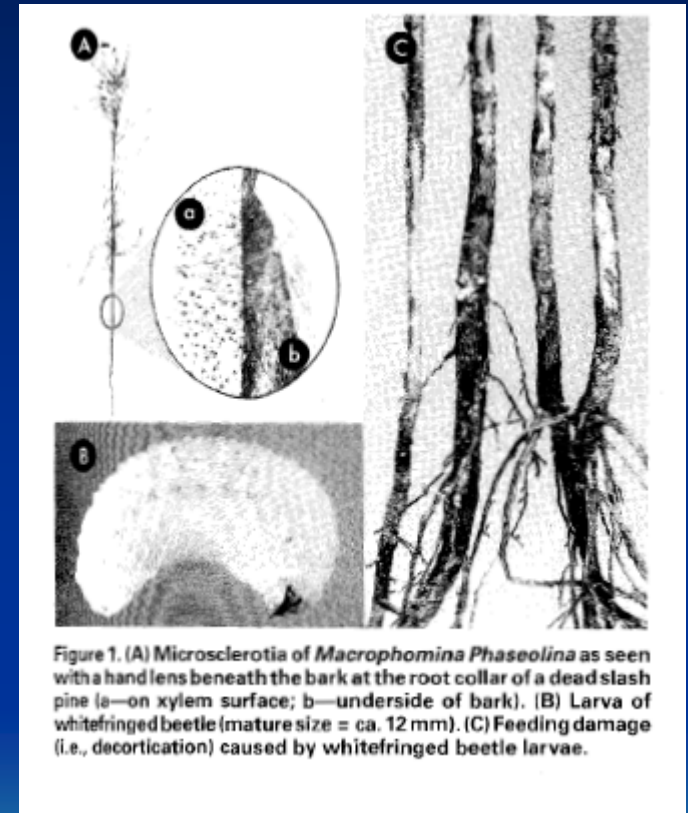 A
C
a
b
B
Figure 1. (A) Microsclerotia of Macrophomina Phaseolina as seen
with a hand lens beneath the bark at the root collar of a dead slash
pine (a—on xylem surface; b—underside of bark). (B) Larva of
whitefringed beetle (mature size = ca. 12 mm). (C) Feeding damage
(i.e., decortication) caused by whitefringed beetle larvae.